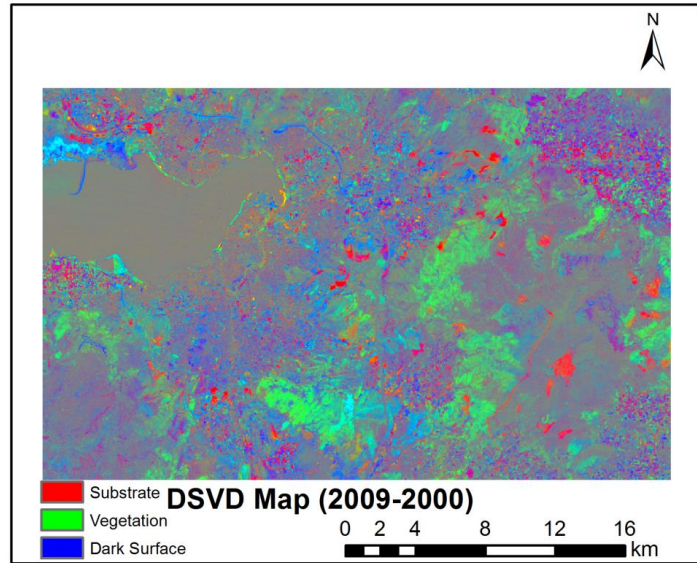 N
Substrate
DSVD Map (2009-2000)
Vegetation
Dark Surface
0 2 4 8 12 16
km